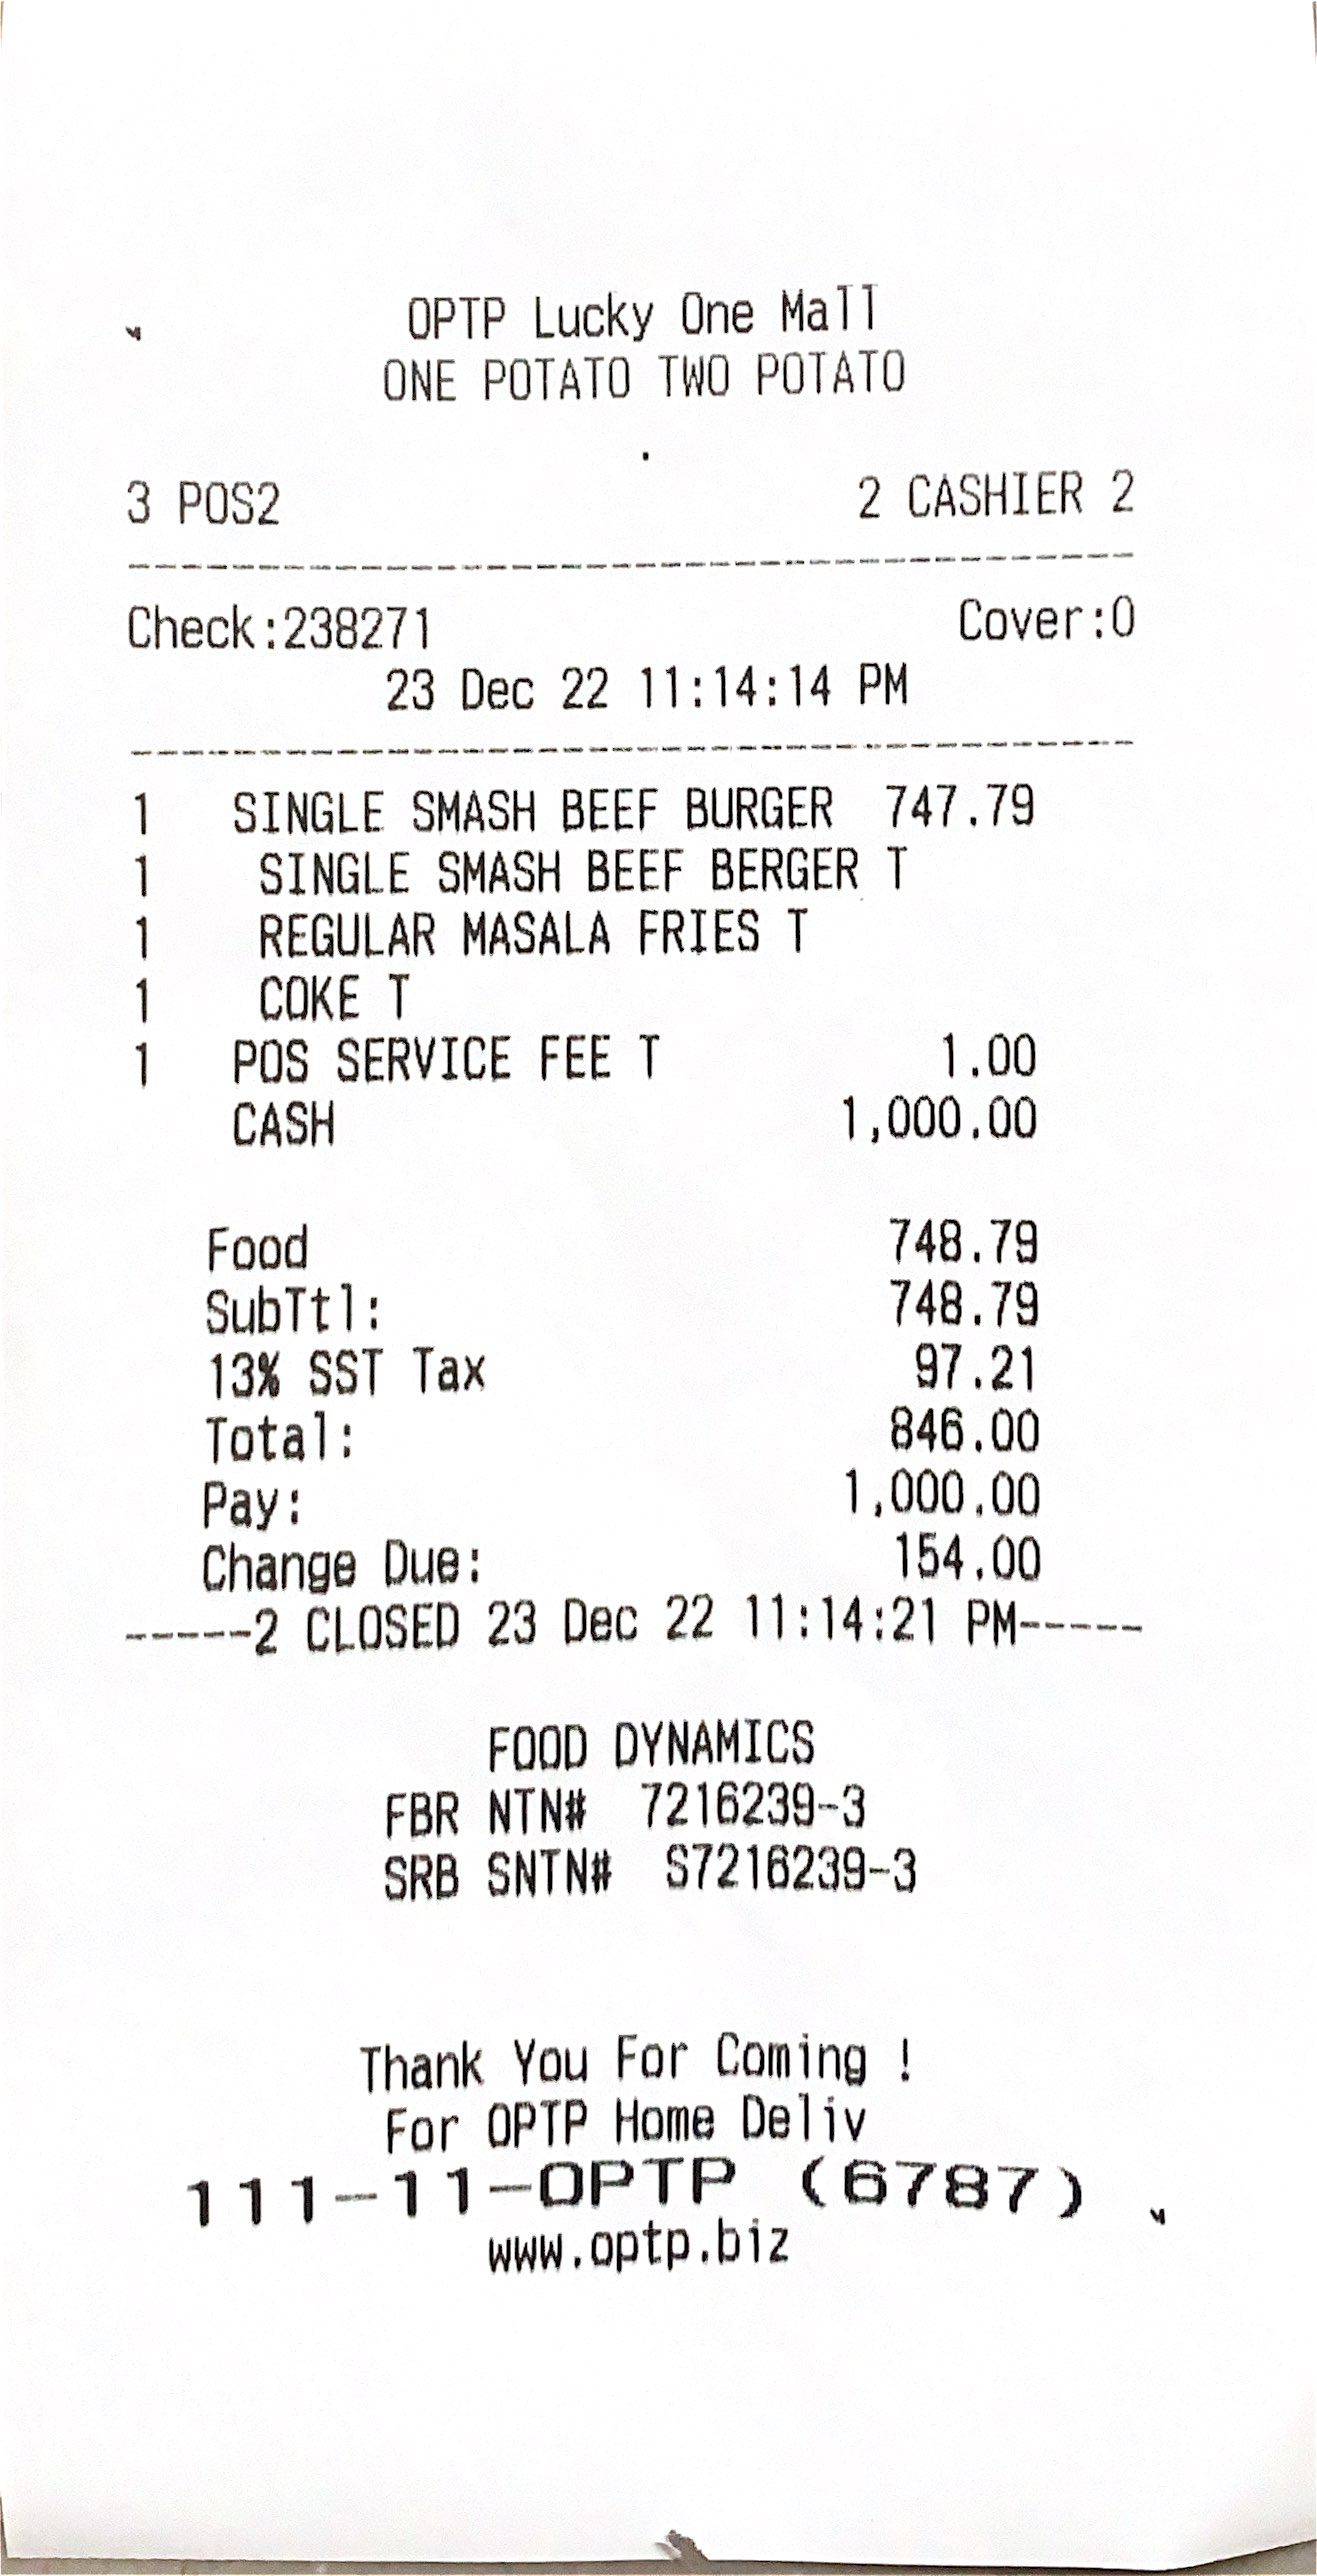 OPTP Lucky One Mall
ONE POTATO TWO POTATO
.
3 POS2 2 CASHIER 2
----------------------------------------
Check:238271 Cover:0
23 Dec 22 11:14:14 PM
----------------------------------------
1 SINGLE SMASH BEEF BURGER 747.79
1 SINGLE SMASH BEEF BERGER T
1 REGULAR MASALA FRIES T
1 COKE T
1 POS SERVICE FEE T 1.00
CASH 1,000.00
Food 748.79
SubTtl: 748.79
13% SST Tax 97.21
Total: 846.00
Pay: 1,000.00
Change Due: 154.00
-----2 CLOSED 23 Dec 22 11:14:21 PM-----
FOOD DYNAMICS
FBR NTN# 7216239-3
SRB SNTN# S7216239-3
Thank You For Coming !
For OPTP Home Deliv
111-11-OPTP (6787)
www.optp.biz